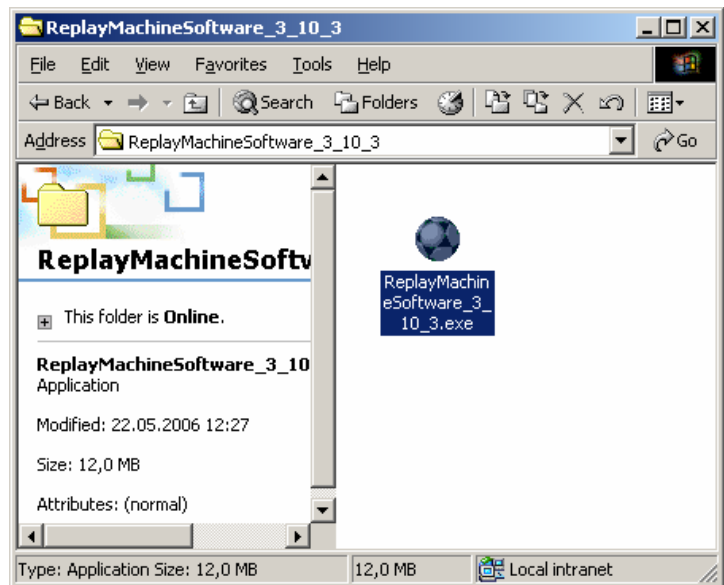 ReplayMachineSoftware_3_10_3
File Edit View Favorites Tools Help
Back Search Folders
Address ReplayMachineSoftware_3_10_3 Go
ReplayMachineSoftw
This folder is Online.
ReplayMachineSoftware_3_10
Application
Modified: 22.05.2006 12:27
Size: 12,0 MB
Attributes: (normal)
ReplayMachin
eSoftware_3_
10_3.exe
Type: Application Size: 12,0 MB 12,0 MB Local intranet